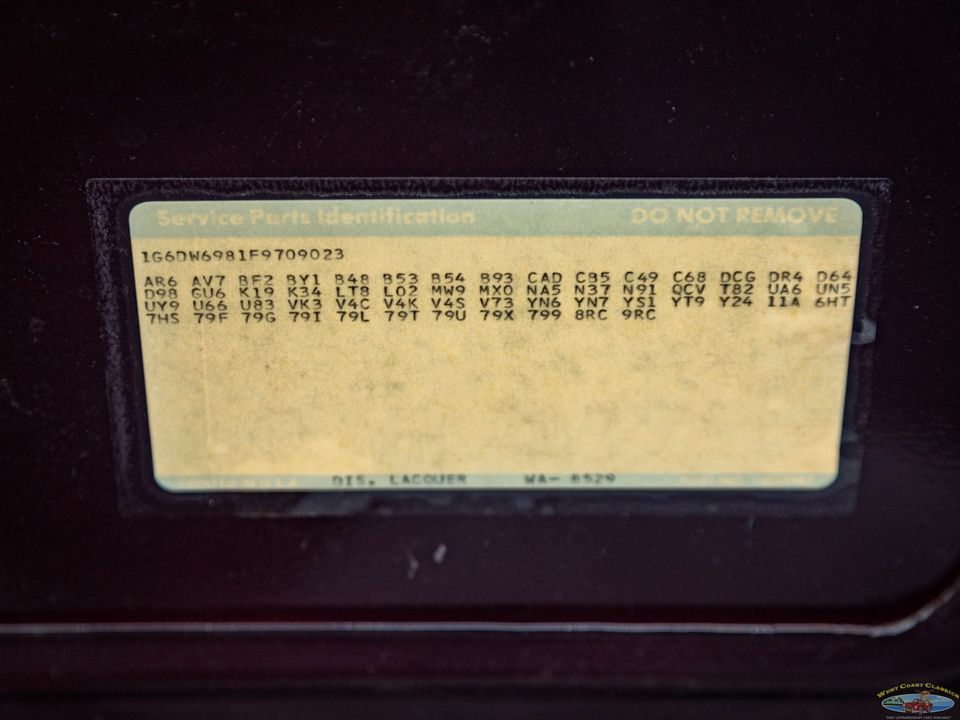 Service Parts Identification DO NOT REMOVE
1G6DW6981F9709023
AR6 AV7 BF2 BY1 B48 B53 B54 B93 CAD C85 C49 C68 DCG DR4 D64
D98 GU6 K19 K34 LT8 L02 MW9 MX0 NA5 N37 N91 QCV T82 UA6 UN5
UY9 U66 U83 VK3 V4C V4K V4S V73 YN6 YN7 YS1 YT9 Y24 11A 6HT
7HS 79F 79G 79I 79L 79T 79U 79X 799 8RC 9RC
DIS. LACQUER WA- 8529
WEST COAST CLASSICS